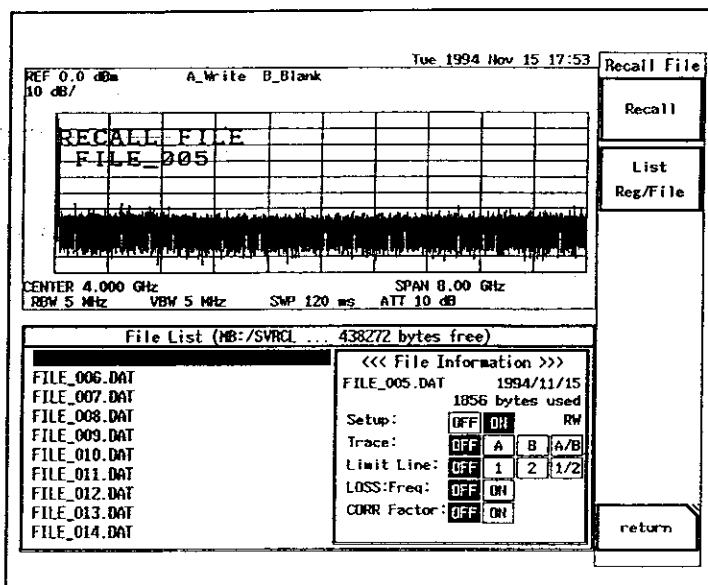 Tue 1994 Nov 15 17:53
REF 0.0 dBm A_Write B_Blank
10 dB/
RECALL FILE
FILE_005
CENTER 4.000 GHz SPAN 8.00 GHz
RBW 5 MHz VBW 5 MHz SWP 120 ms ATT 10 dB
File List (MB:/SVRCL ... 438272 bytes free)
FILE_006.DAT
FILE_007.DAT
FILE_008.DAT
FILE_009.DAT
FILE_010.DAT
FILE_011.DAT
FILE_012.DAT
FILE_013.DAT
FILE_014.DAT
<<< File Information >>>
FILE_005.DAT 1994/11/15
1856 bytes used
Setup: OFF ON RW
Trace: OFF A B A/B
Limit Line: OFF 1 2 1/2
LOSS:Freq: OFF ON
CORR Factor: OFF ON
Recall File
Recall
List
Reg/File
return